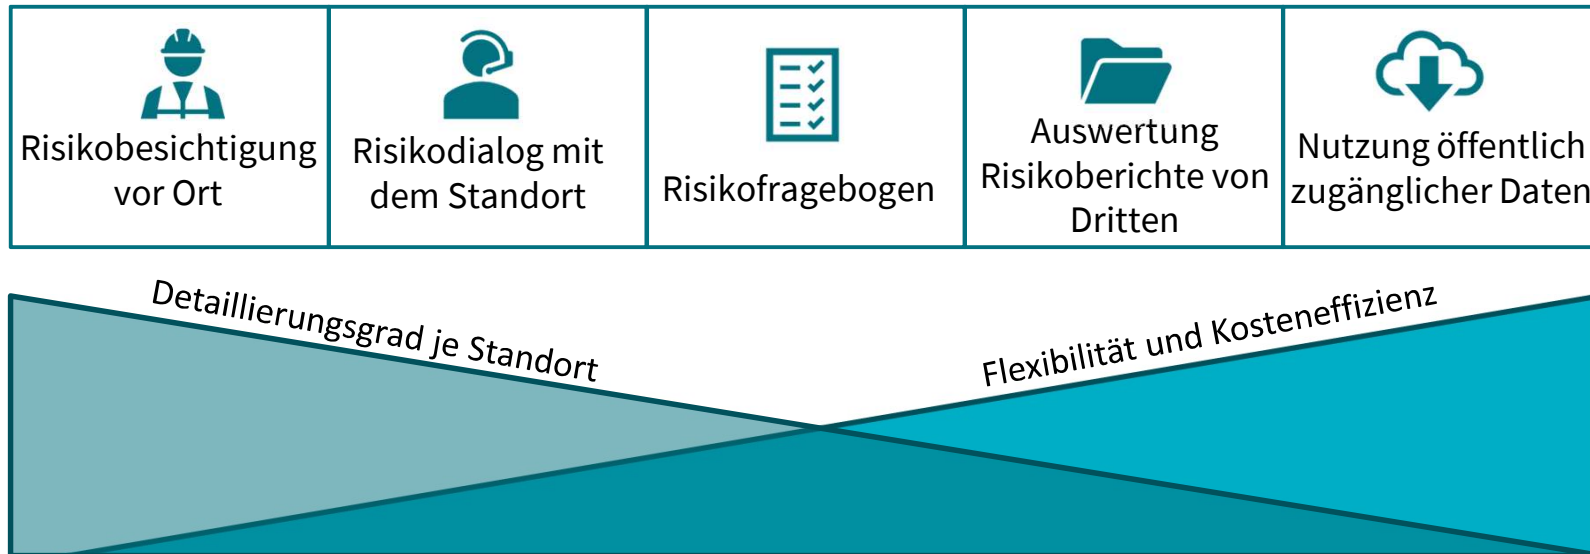 Risikobesichtigung
vor Ort
Risikodialog mit
dem Standort
Risikofragebogen
Auswertung
Risikoberichte von
Dritten
Nutzung öffentlich
zugänglicher Daten
Detaillierungsgrad je Standort
Flexibilität und Kosteneffizienz